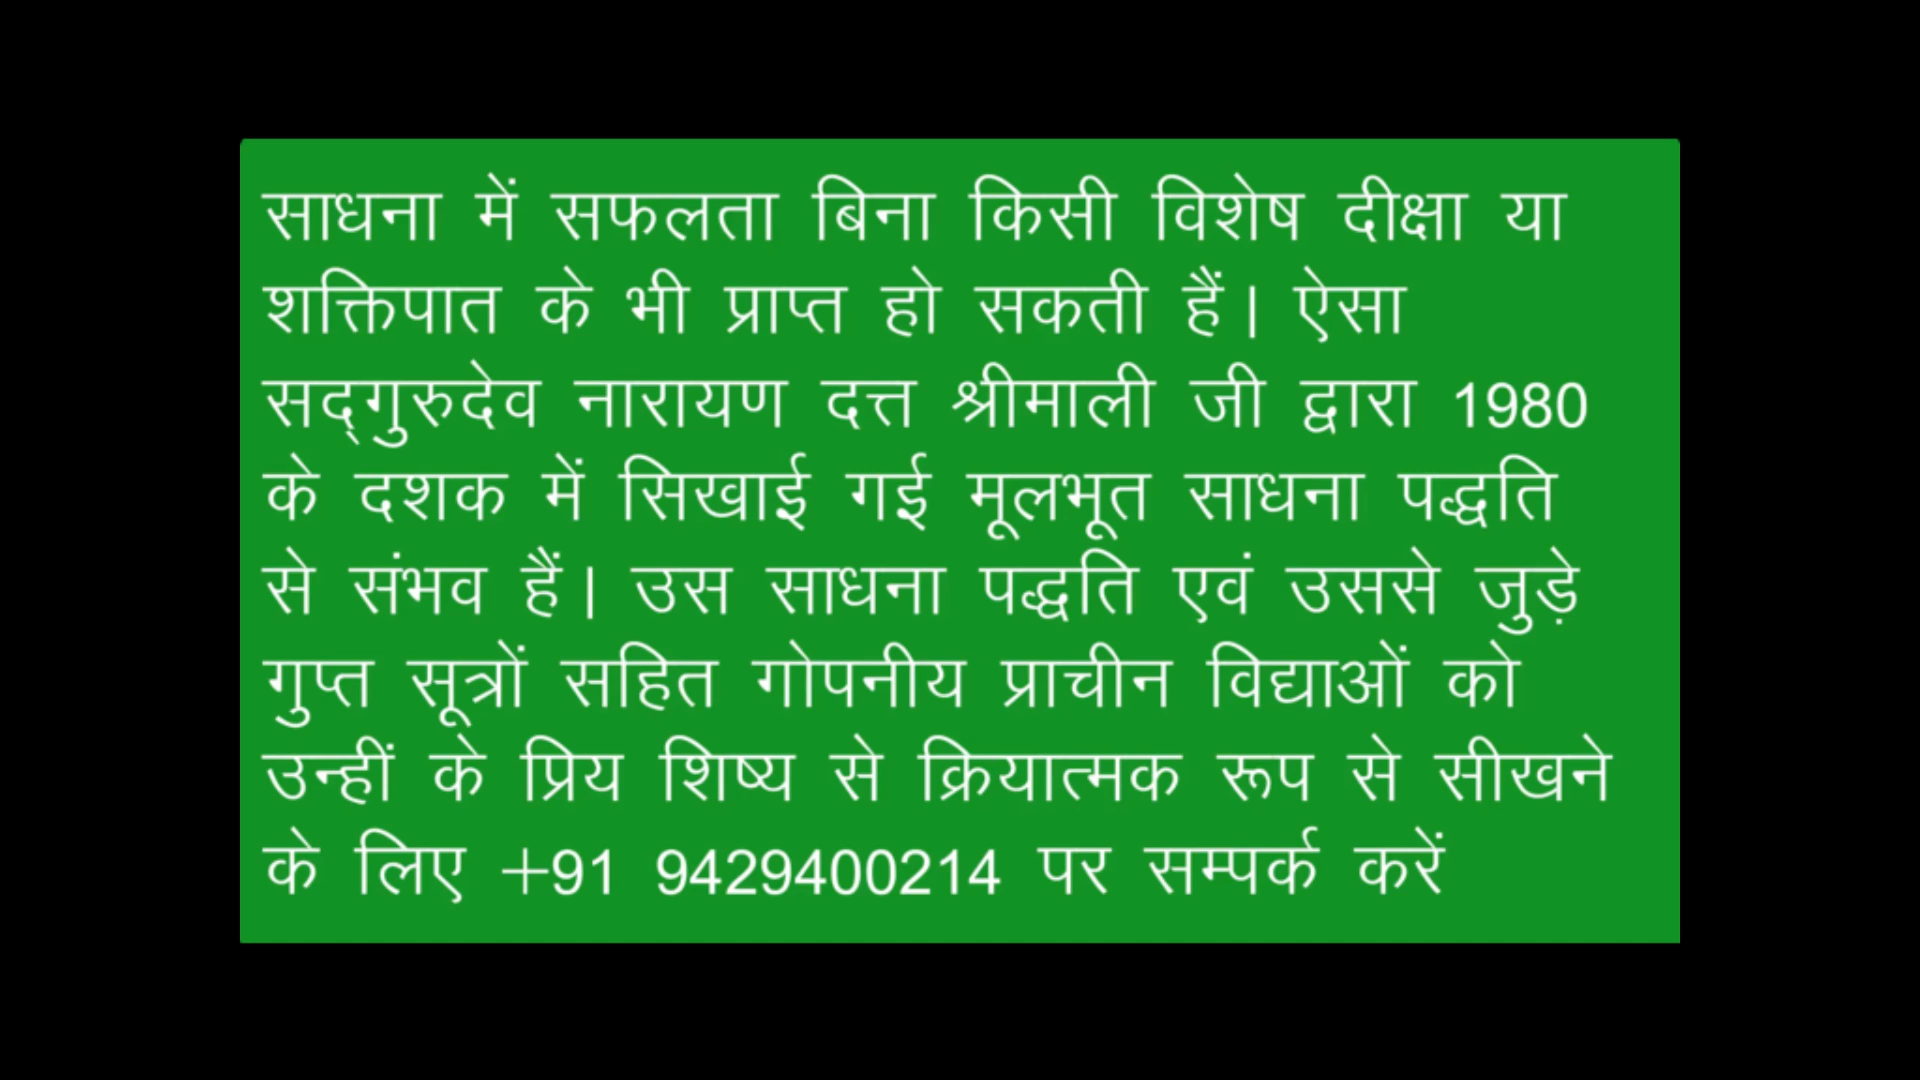 साधना में सफलता बिना किसी विशेष दीक्षा या
शक्तिपात के भी प्राप्त हो सकती हैं। ऐसा
सद्‌गुरुदेव नारायण दत्त श्रीमाली जी द्वारा 1980
के दशक में सिखाई गई मूलभूत साधना पद्धति
से संभव हैं। उस साधना पद्धति एवं उससे जुड़े
गुप्त सूत्रों सहित गोपनीय प्राचीन विद्याओं को
उन्हीं के प्रिय शिष्य से क्रियात्मक रूप से सीखने
के लिए +91 9429400214 पर सम्पर्क करें